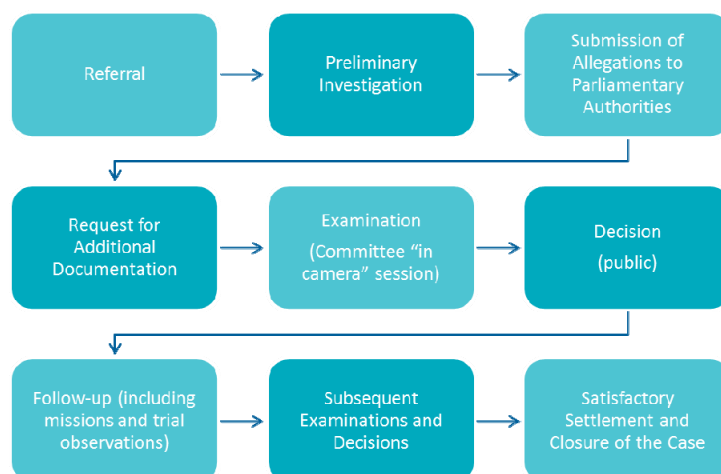 Referral
Preliminary
Investigation
Submission of
Allegations to
Parliamentary
Authorities
Request for
Additional
Documentation
Examination
(Committee “in
camera” session)
Decision
(public)
Follow-up (including
missions and trial
observations)
Subsequent
Examinations and
Decisions
Satisfactory
Settlement and
Closure of the Case